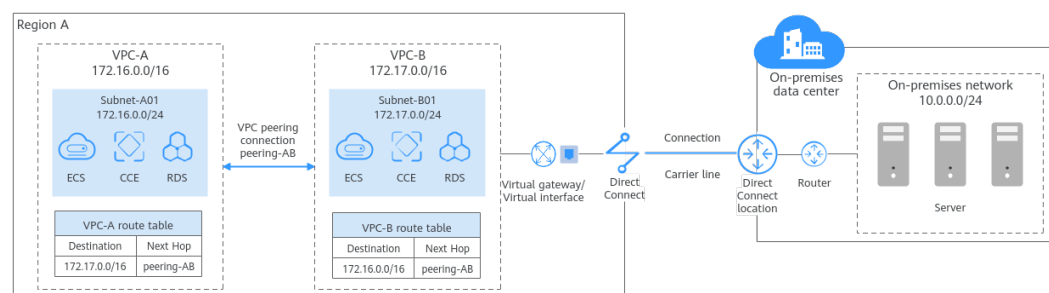 Region A
VPC-A
172.16.0.0/16
Subnet-A01
172.16.0.0/24
ECS
CCE
RDS
VPC-A route table
Destination
Next Hop
172.17.0.0/16
peering-AB
VPC peering
connection
peering-AB
VPC-B
172.17.0.0/16
Subnet-B01
172.17.0.0/24
ECS
CCE
RDS
VPC-B route table
Destination
Next Hop
172.16.0.0/16
peering-AB
Virtual gateway/
Virtual interface
Direct
Connect
Connection
Carrier line
On-premises
data center
Direct
Connect
location
Router
On-premises network
10.0.0.0/24
Server